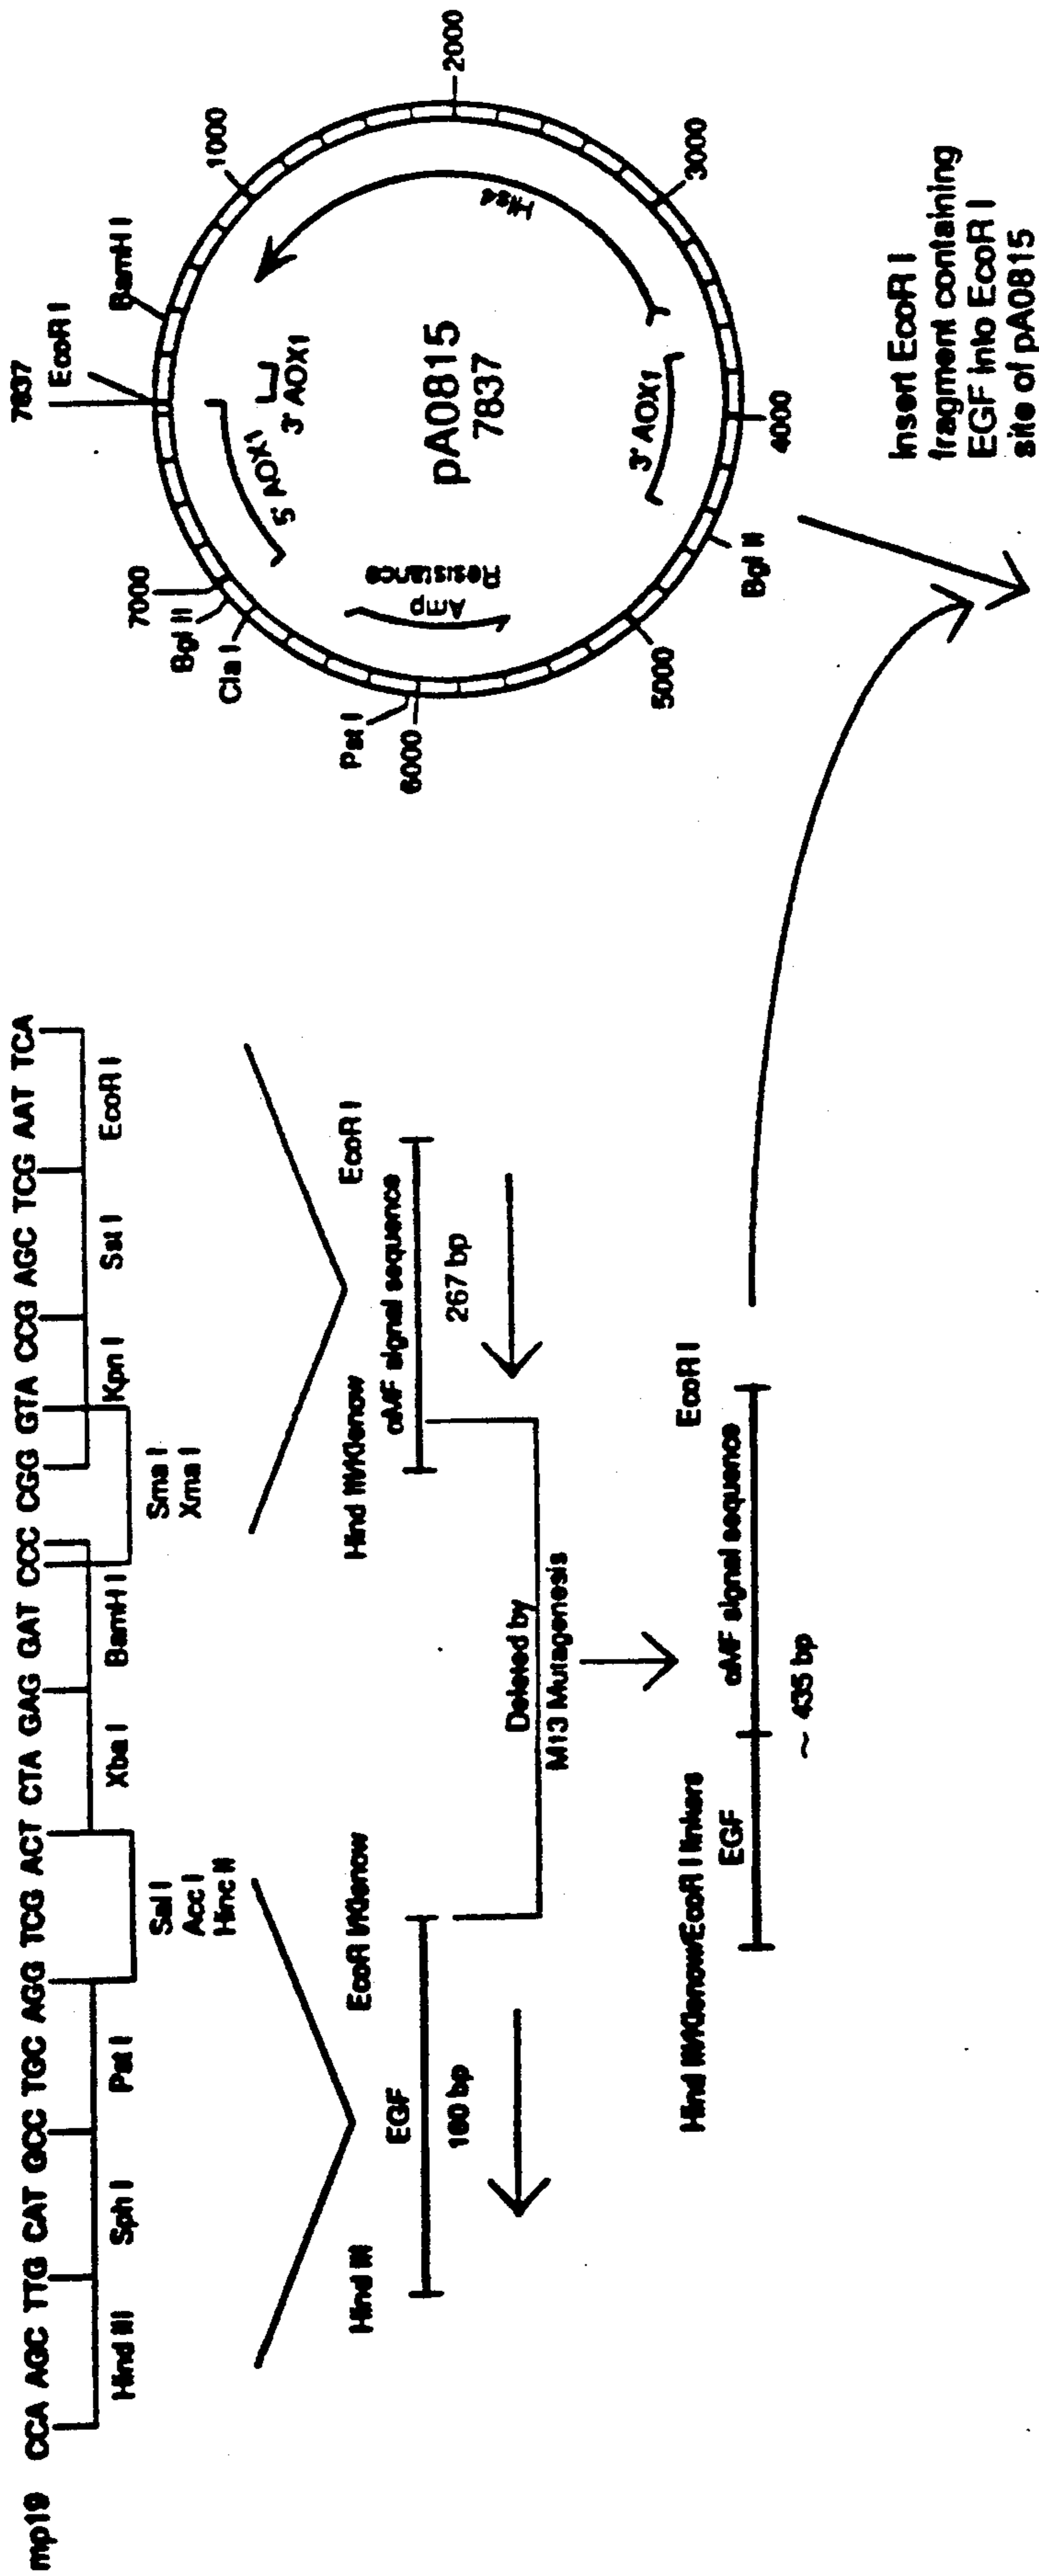 mp19 CCA AGC TTG CAT GCC TGC AGG TCG ACT CTA GAG GAT CCC CGG GTA CCG AGC TCG AAT TCA
Hind III
Sph I
Pst I
Sal I
Acc I
Hinc II
Xba I
BamH I
Sma I
Xma I
Kpn I
Sst I
EcoR I
Hind III
EcoR I/Klenow
EGF
160 bp
Hind III/Klenow
EcoR I
αMF signal sequence
267 bp
Deleted by
M13 Mutagenesis
Hind III/Klenow/EcoR I linkers
EcoR I
EGF
αMF signal sequence
~ 435 bp
7837
EcoR I
BamH I
1000
2000
3000
4000
Bgl II
5000
6000
Pst I
Cla I
Bgl II
7000
5' AOX1
3' AOX1
His4
pA0815
7837
Amp
Resistance
3' AOX1
Insert EcoR I
fragment containing
EGF into EcoR I
site of pA0815